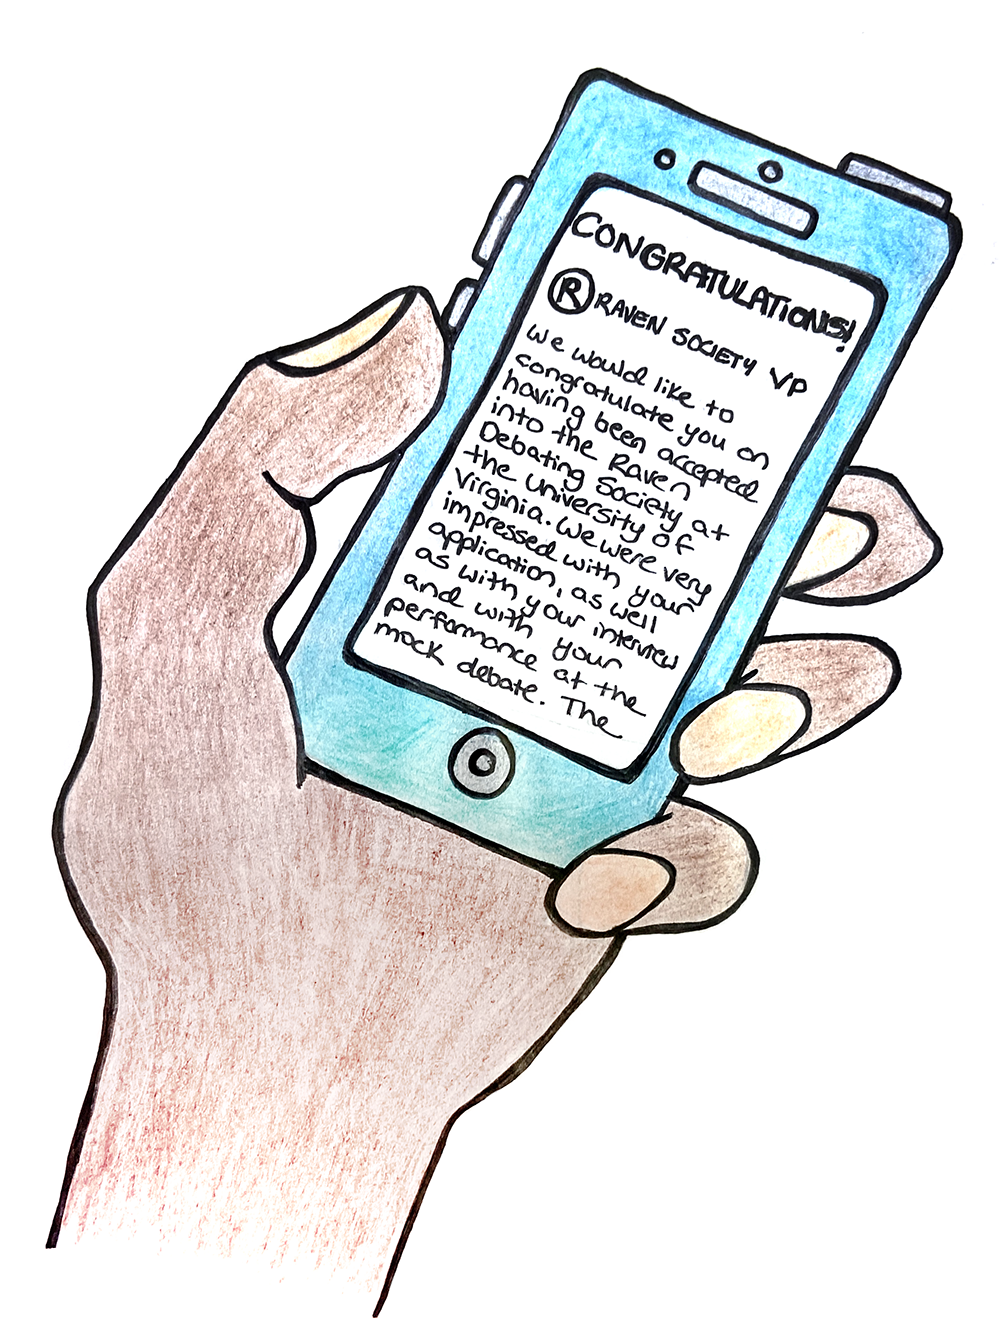 CONGRATULATIONS!
R RAVEN SOCIETY VP
We would like to
congratulate you on
having been accepted
into the Raven
Debating Society at
the University of
Virginia. We were very
impressed with your
application, as well
as with your interview
and with your
performance at the
mock debate. The